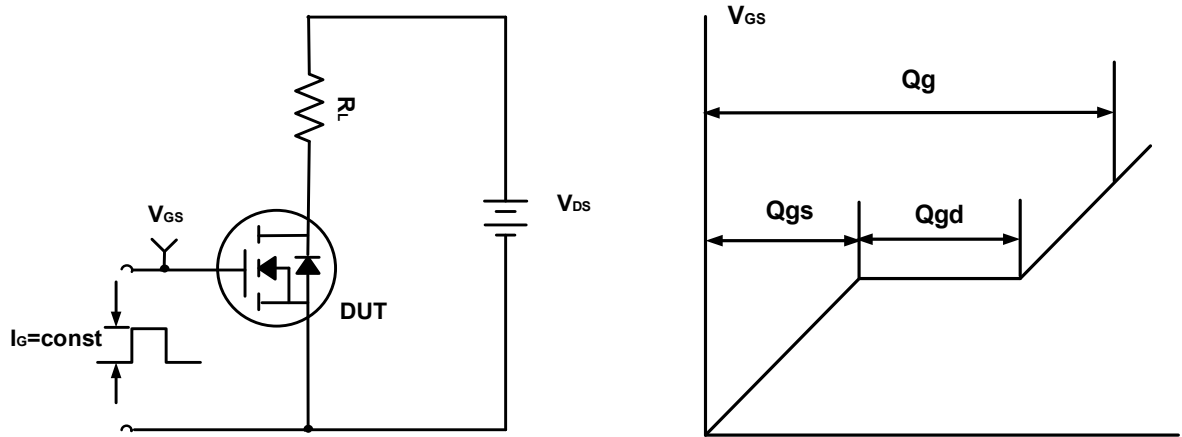 RL
VGS
VDS
DUT
IG=const
VGS
Qg
Qgs
Qgd